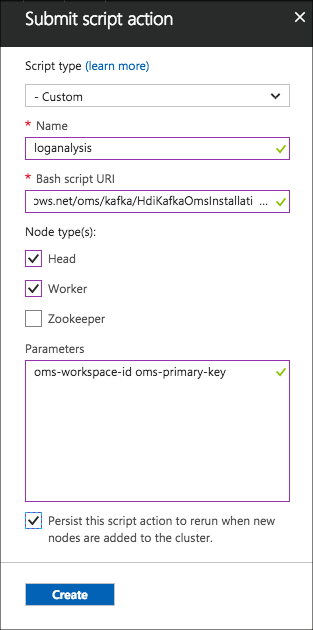 Submit script action
Script type (learn more)
- Custom
* Name
loganalysis
* Bash script URI
ows.net/oms/kafka/HdiKafkaOmsInstallati ...
Node type(s):
Head
Worker
Zookeeper
Parameters
oms-workspace-id oms-primary-key
Persist this script action to rerun when new
nodes are added to the cluster.
Create